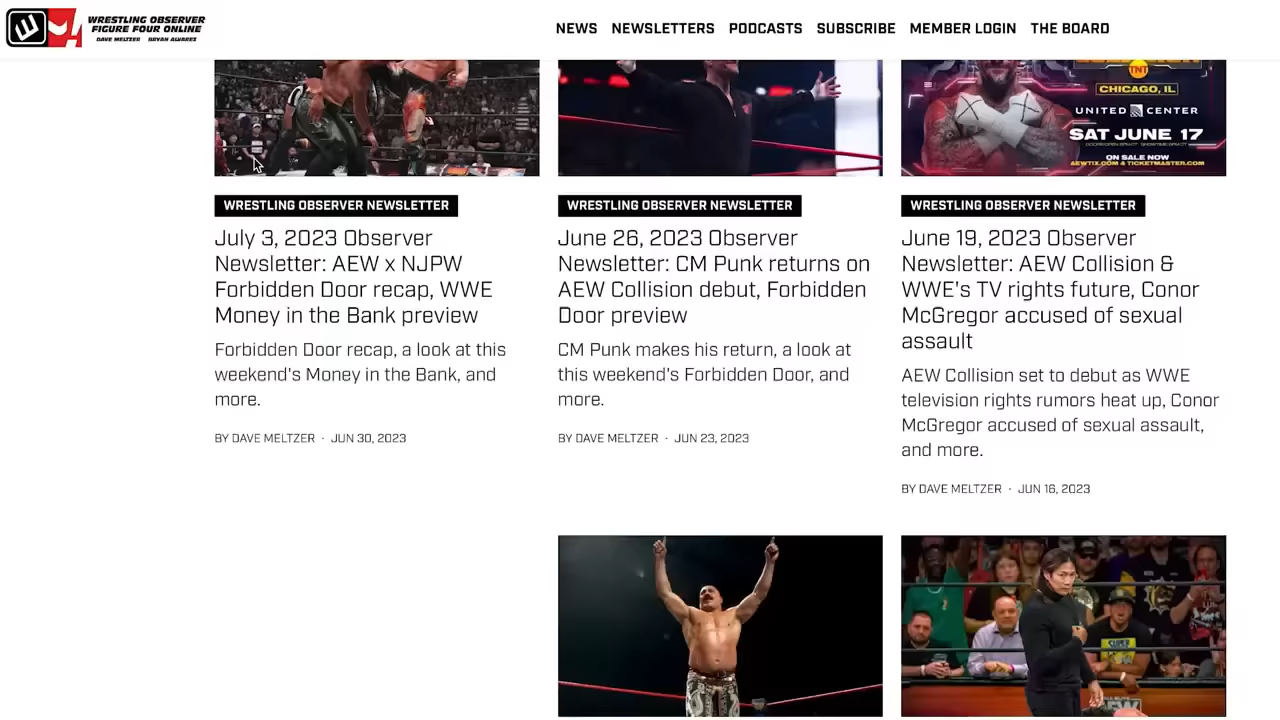 WRESTLING OBSERVER
FIGURE FOUR ONLINE
DAVE MELTZER BRYAN ALVAREZ
NEWS NEWSLETTERS PODCASTS SUBSCRIBE MEMBER LOGIN THE BOARD
TNT
CHICAGO, IL
UNITED CENTER
SAT JUNE 17
ON SALE NOW
AEWTIX.COM & TICKETMASTER.COM
WRESTLING OBSERVER NEWSLETTER
July 3, 2023 Observer
Newsletter: AEW x NJPW
Forbidden Door recap, WWE
Money in the Bank preview
Forbidden Door recap, a look at this
weekend's Money in the Bank, and
more.
BY DAVE MELTZER · JUN 30, 2023
WRESTLING OBSERVER NEWSLETTER
June 26, 2023 Observer
Newsletter: CM Punk returns on
AEW Collision debut, Forbidden
Door preview
CM Punk makes his return, a look at
this weekend's Forbidden Door, and
more.
BY DAVE MELTZER · JUN 23, 2023
WRESTLING OBSERVER NEWSLETTER
June 19, 2023 Observer
Newsletter: AEW Collision &
WWE's TV rights future, Conor
McGregor accused of sexual
assault
AEW Collision set to debut as WWE
television rights rumors heat up, Conor
McGregor accused of sexual assault,
and more.
BY DAVE MELTZER · JUN 16, 2023